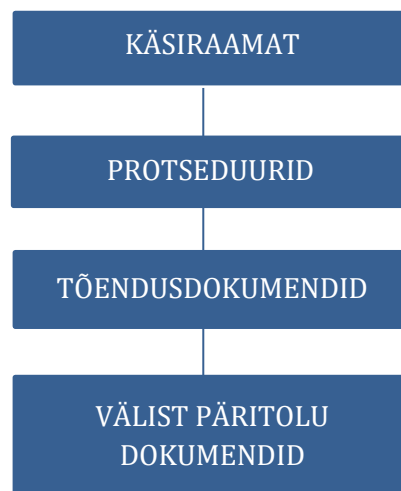 KÄSIRAAMAT
PROTSEDUURID
TÕENDUSDOKUMENDID
VÄLIST PÄRITOLU
DOKUMENDID